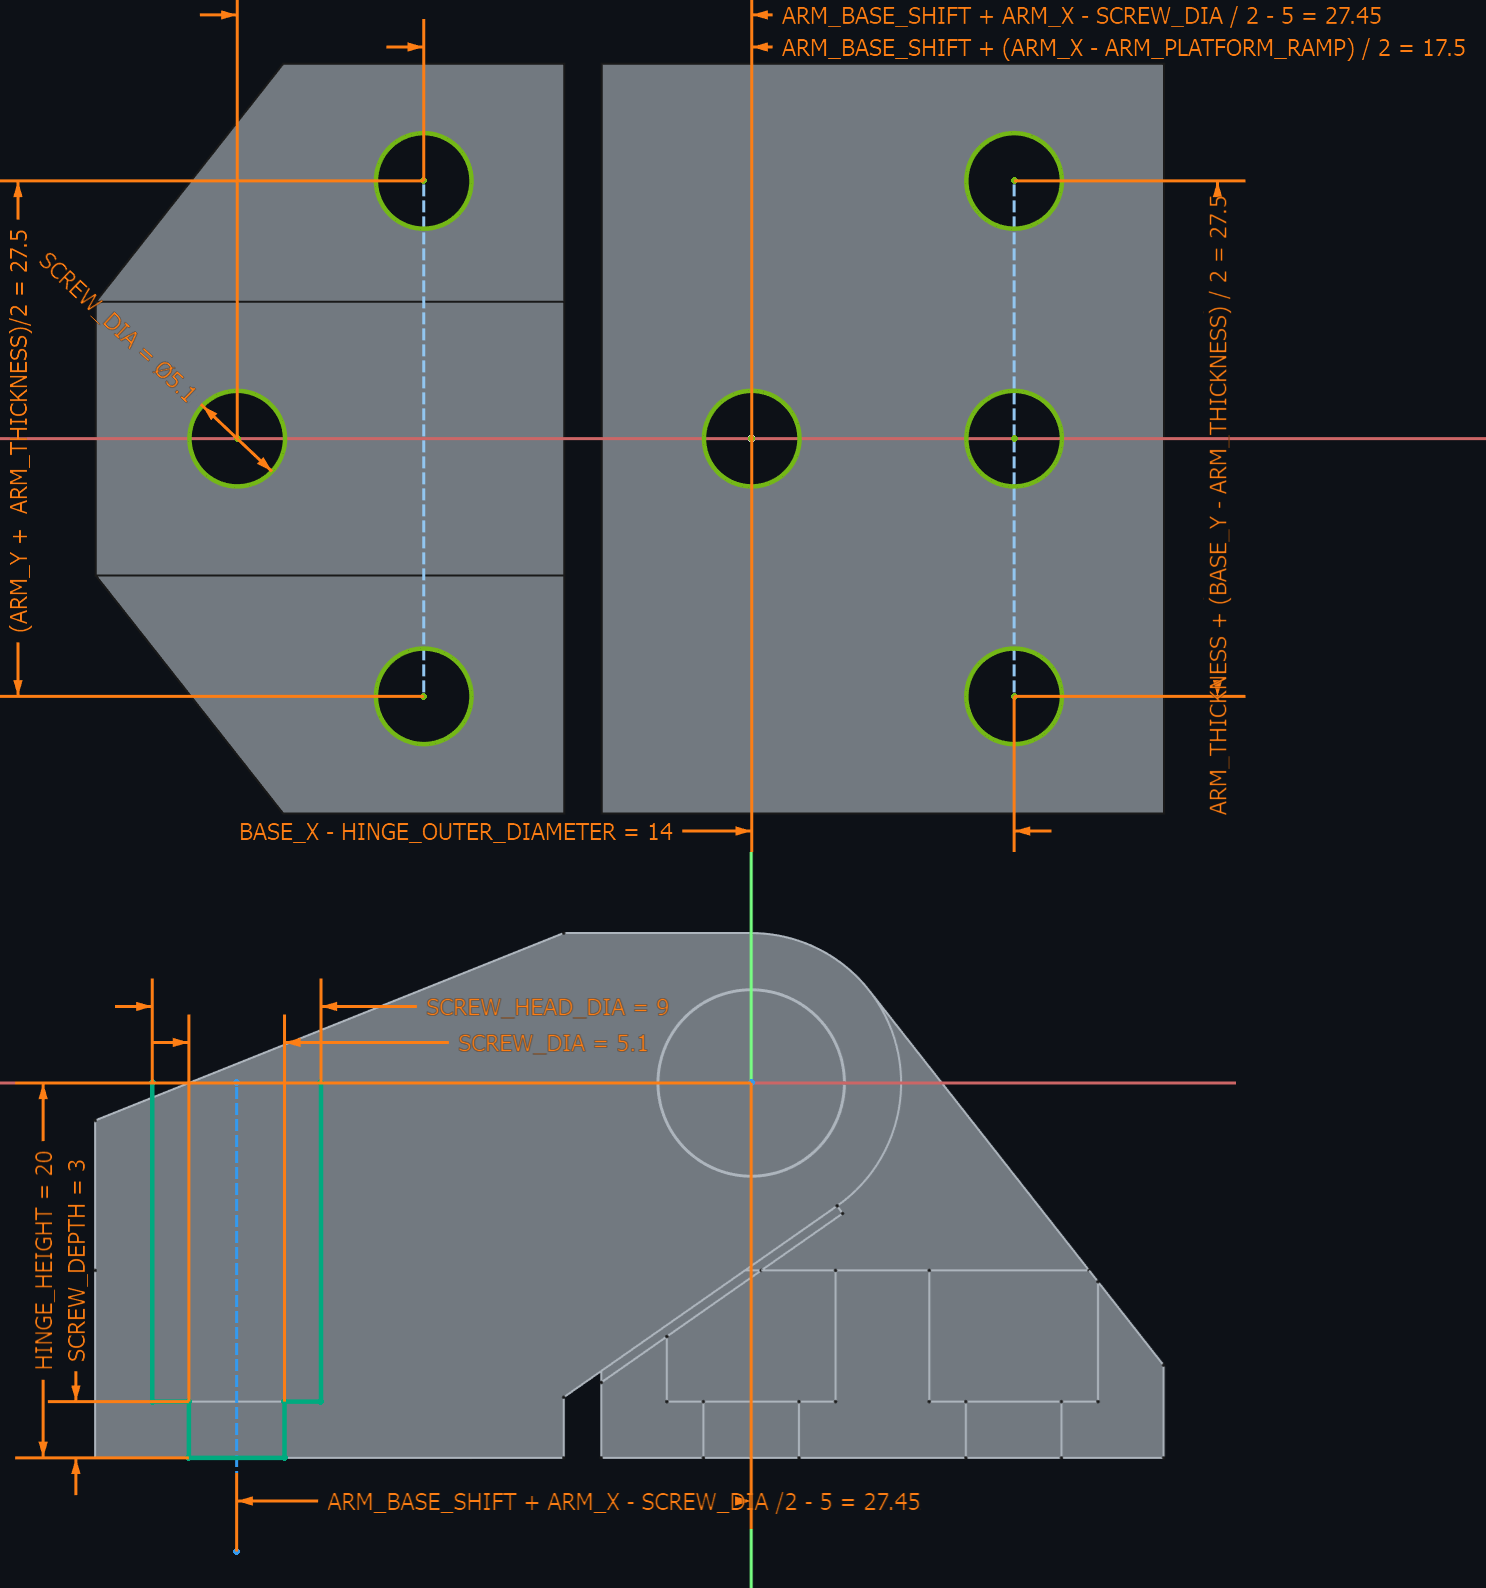 ARM_BASE_SHIFT + ARM_X - SCREW_DIA / 2 - 5 = 27.45
ARM_BASE_SHIFT + (ARM_X - ARM_PLATFORM_RAMP) / 2 = 17.5
(ARM_Y + ARM_THICKNESS)/2 = 27.5
SCREW_DIA = Ø5.1
ARM_THICKNESS + (BASE_Y - ARM_THICKNESS) / 2 = 27.5
BASE_X - HINGE_OUTER_DIAMETER = 14
SCREW_HEAD_DIA = 9
SCREW_DIA = 5.1
HINGE_HEIGHT = 20
SCREW_DEPTH = 3
ARM_BASE_SHIFT + ARM_X - SCREW_DIA /2 - 5 = 27.45